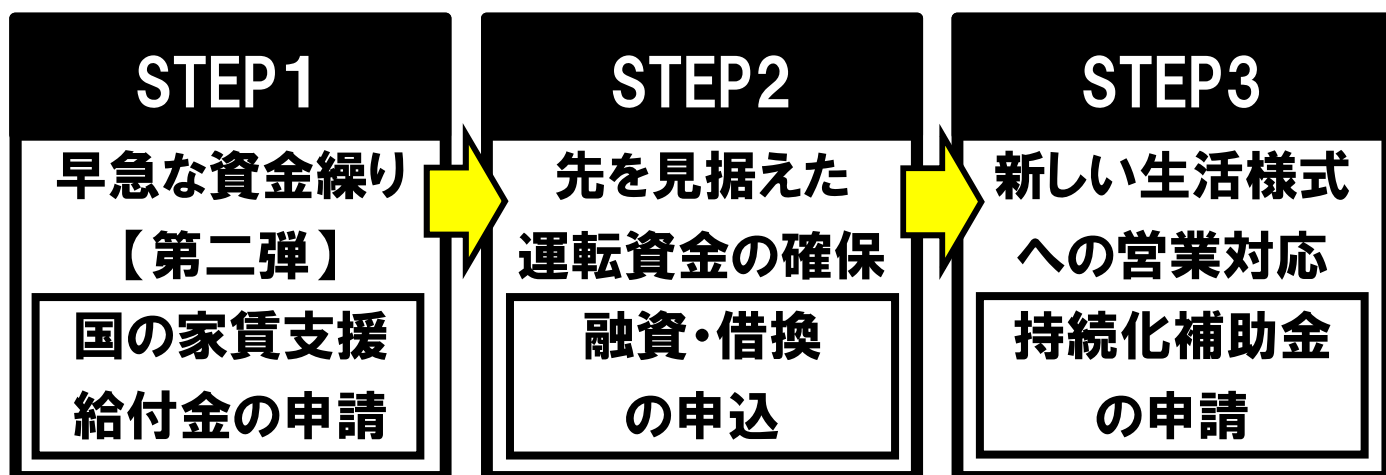 STEP1
早急な資金繰り
【第二弾】
国の家賃支援
給付金の申請
STEP2
先を見据えた
運転資金の確保
融資・借換
の申込
STEP3
新しい生活様式
への営業対応
持続化補助金
の申請